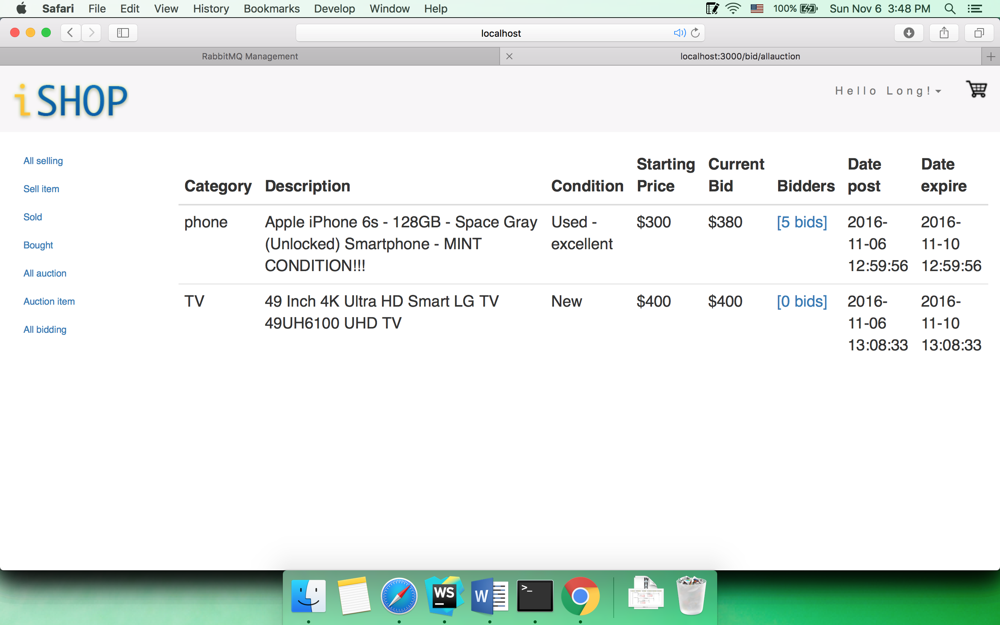 Safari File Edit View History Bookmarks Develop Window Help 100% Sun Nov 6 3:48 PM
localhost
RabbitMQ Management
localhost:3000/bid/allauction
iSHOP
Hello Long!
All selling
Sell item
Sold
Bought
All auction
Auction item
All bidding
Category Description Condition Starting Price Current Bid Bidders Date post Date expire
phone Apple iPhone 6s - 128GB - Space Gray Used - $300 $380 [5 bids] 2016- 2016-
(Unlocked) Smartphone - MINT excellent 11-06 11-10
CONDITION!!! 12:59:56 12:59:56
TV 49 Inch 4K Ultra HD Smart LG TV New $400 $400 [0 bids] 2016- 2016-
49UH6100 UHD TV 11-06 11-10
13:08:33 13:08:33
WS
W
>_